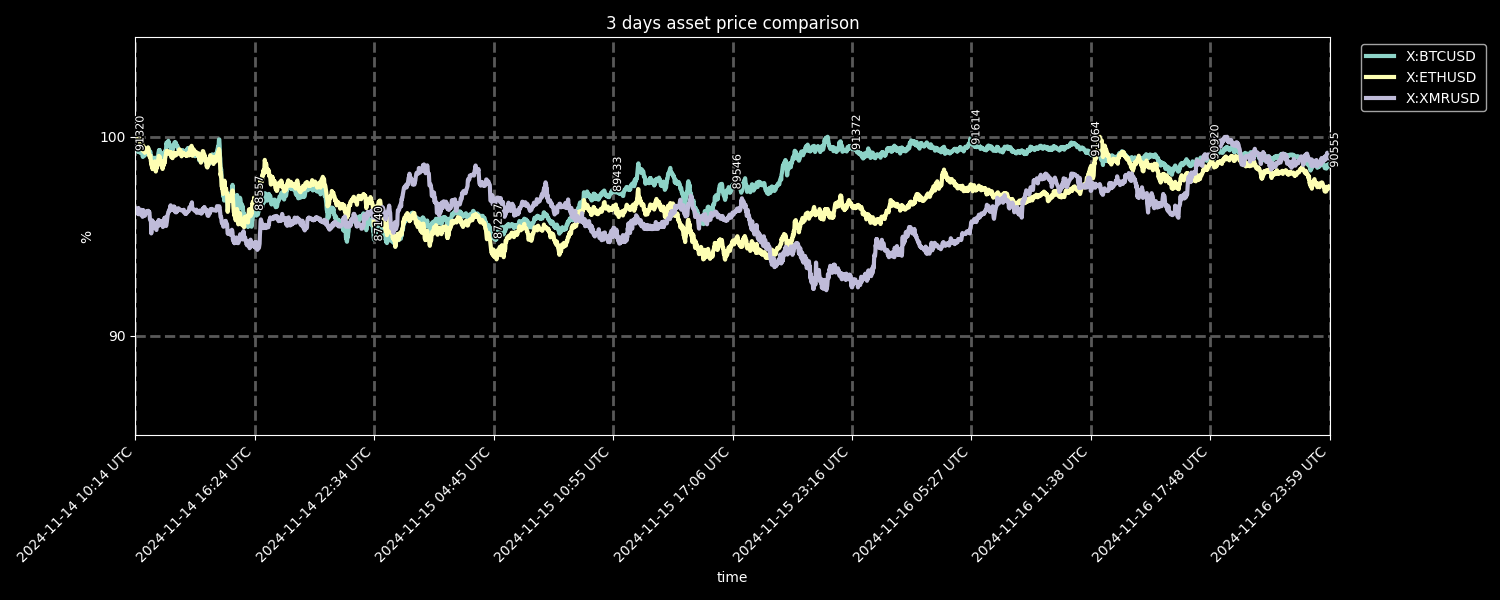 3 days asset price comparison
X:BTCUSD
X:ETHUSD
X:XMRUSD
100
90
%
91320
88557
87140
87257
89433
89546
91372
91614
91064
90920
90555
2024-11-14 10:14 UTC
2024-11-14 16:24 UTC
2024-11-14 22:34 UTC
2024-11-15 04:45 UTC
2024-11-15 10:55 UTC
2024-11-15 17:06 UTC
2024-11-15 23:16 UTC
2024-11-16 05:27 UTC
2024-11-16 11:38 UTC
2024-11-16 17:48 UTC
2024-11-16 23:59 UTC
time